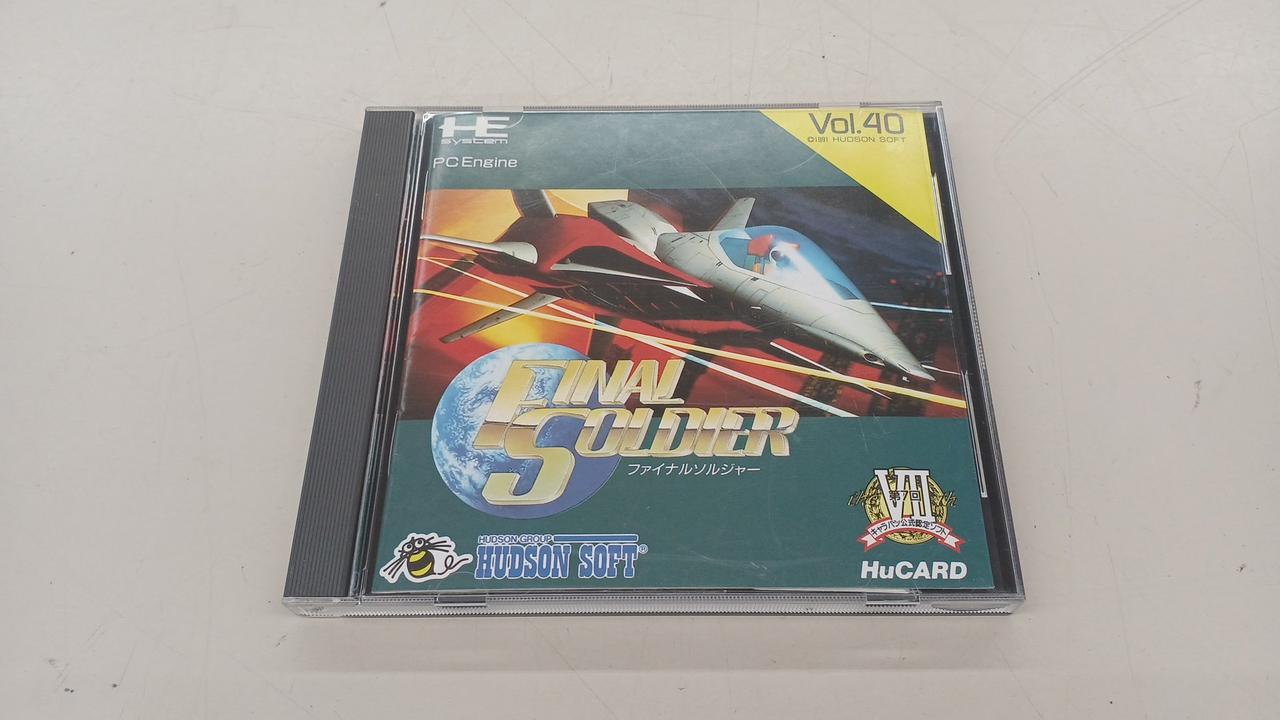 HE
system
PC Engine
Vol.40
©1991 HUDSON SOFT
FINAL
SOLDIER
ファイナルソルジャー
VII
第7回
キャラバン公式認定ソフト
HUDSON GROUP
HUDSON SOFT®
HuCARD